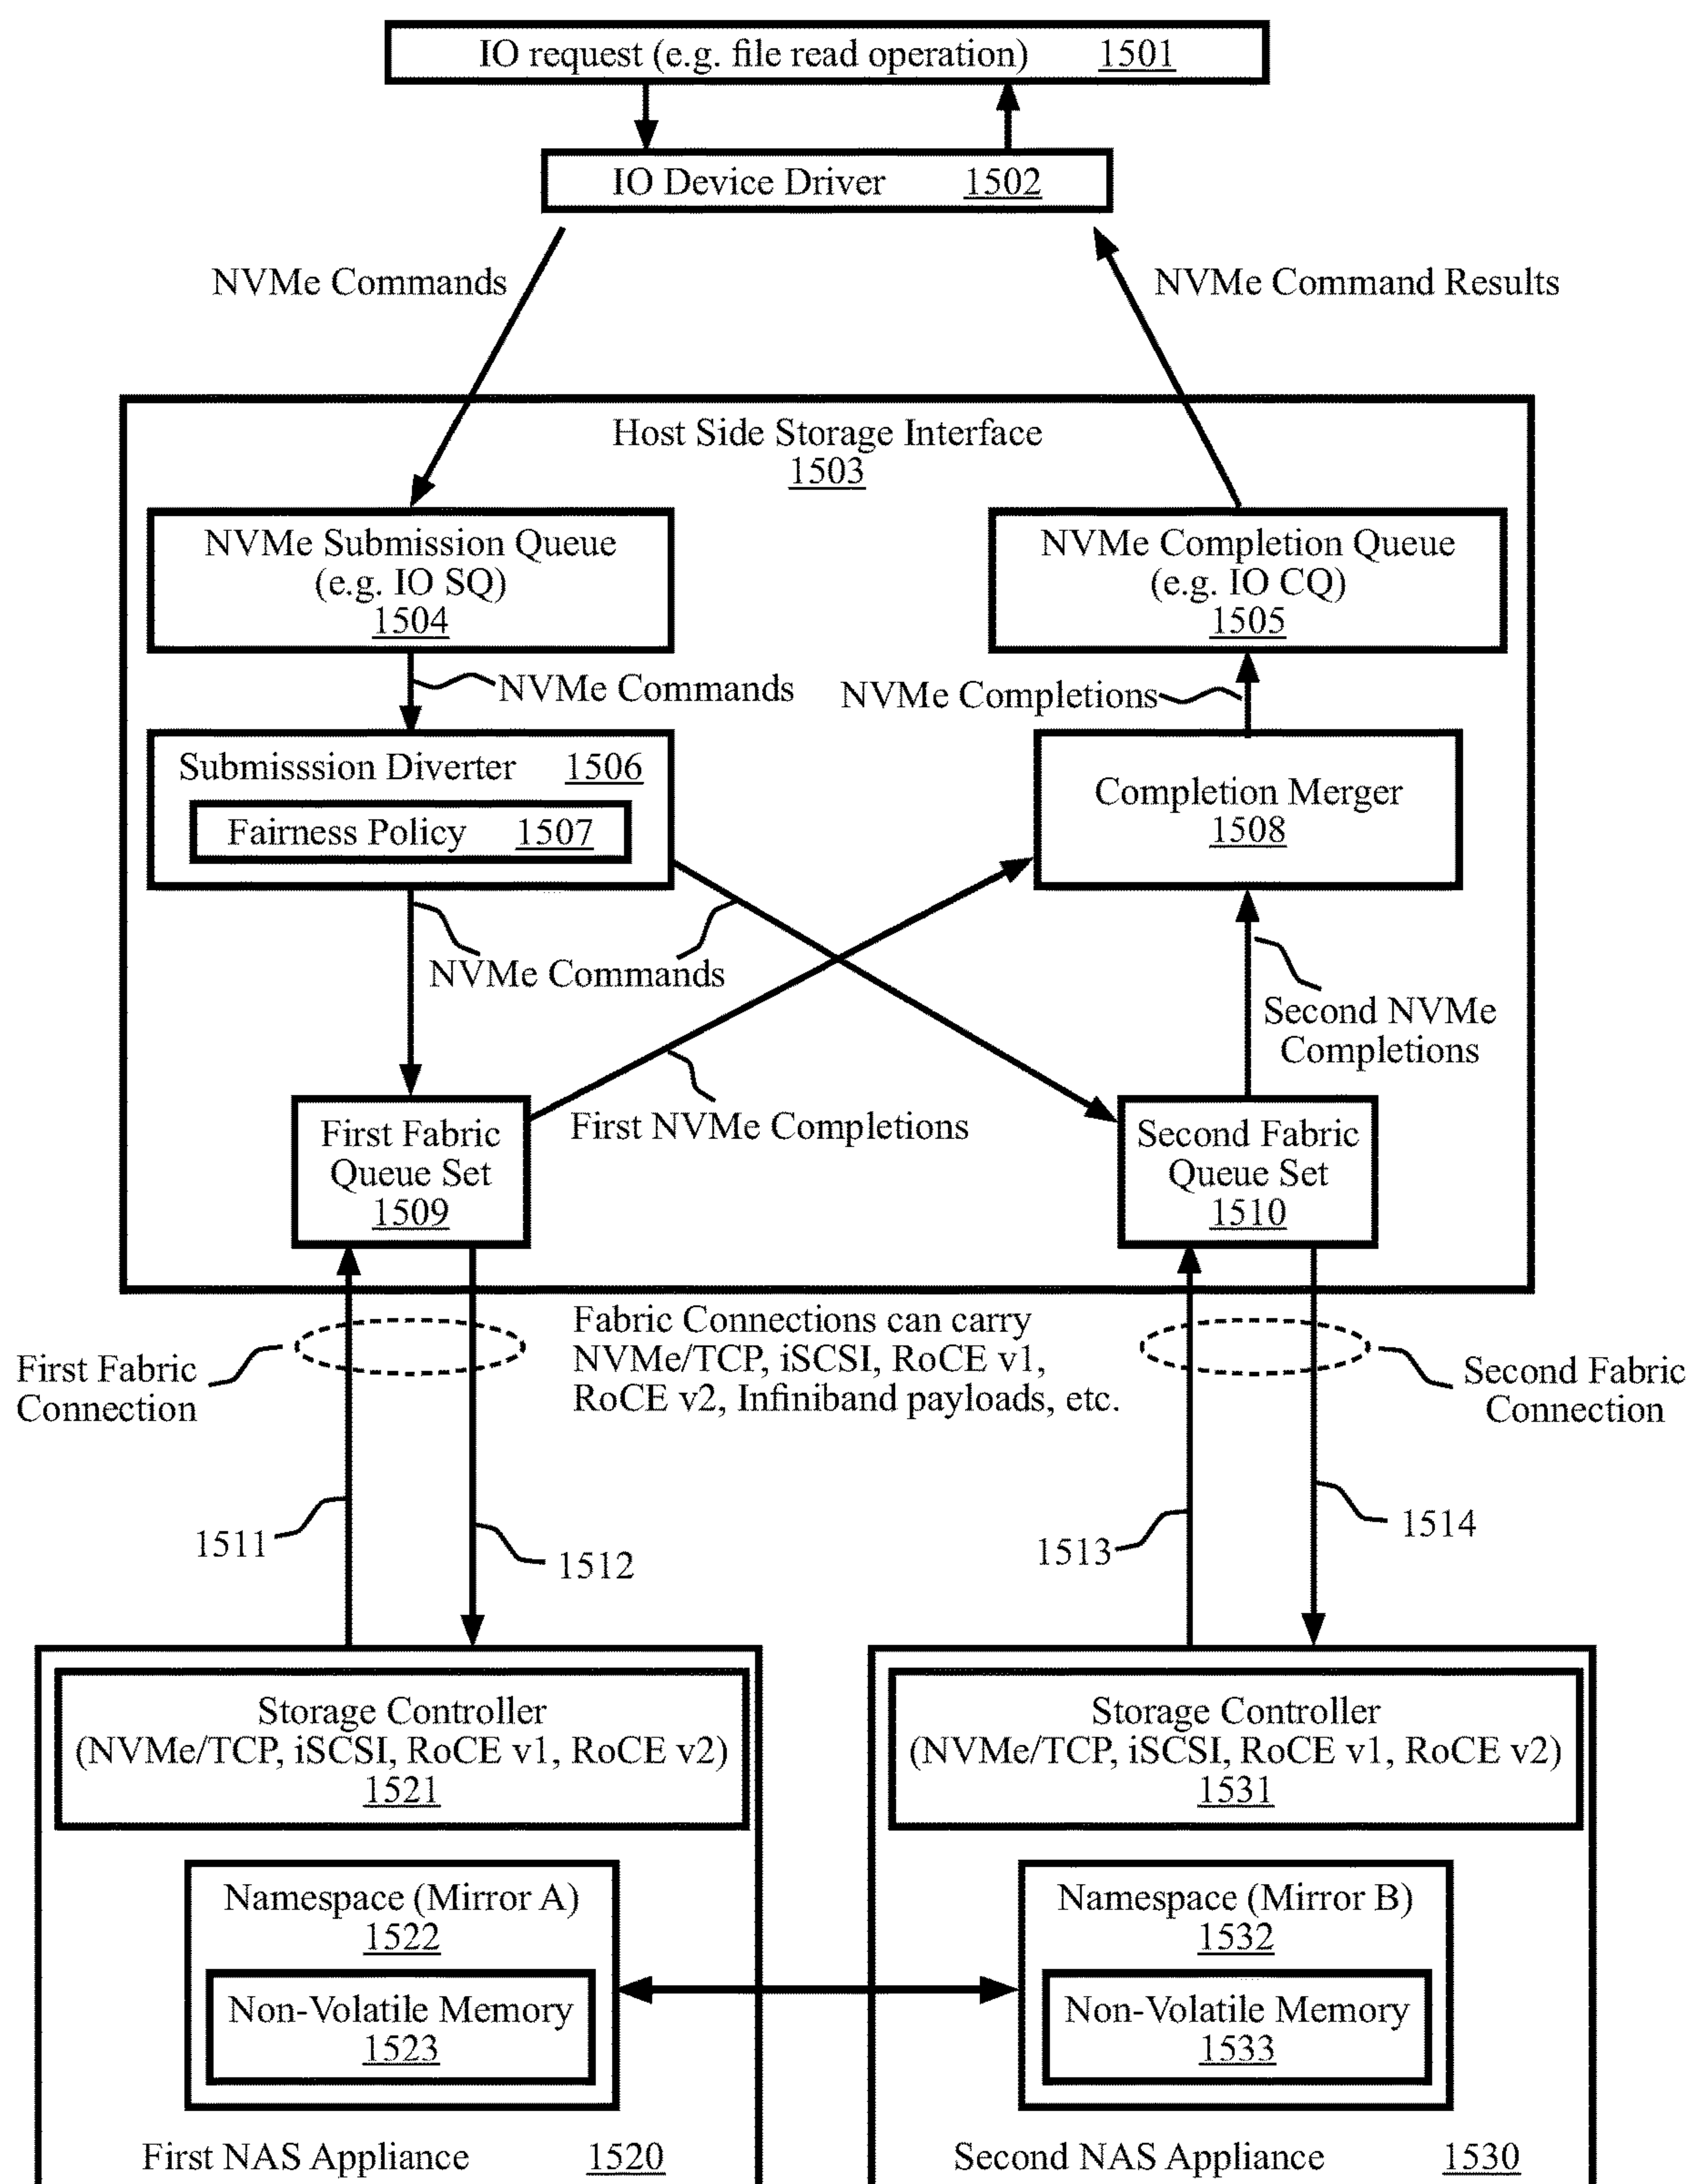 IO request (e.g. file read operation) 1501
IO Device Driver 1502
NVMe Commands
NVMe Command Results
Host Side Storage Interface
1503
NVMe Submission Queue
(e.g. IO SQ)
1504
NVMe Completion Queue
(e.g. IO CQ)
1505
NVMe Commands
NVMe Completions
Submisssion Diverter 1506
Fairness Policy 1507
Completion Merger
1508
NVMe Commands
Second NVMe
Completions
First NVMe Completions
First Fabric
Queue Set
1509
Second Fabric
Queue Set
1510
First Fabric
Connection
Fabric Connections can carry
NVMe/TCP, iSCSI, RoCE v1,
RoCE v2, Infiniband payloads, etc.
Second Fabric
Connection
1511
1512
1513
1514
Storage Controller
(NVMe/TCP, iSCSI, RoCE v1, RoCE v2)
1521
Storage Controller
(NVMe/TCP, iSCSI, RoCE v1, RoCE v2)
1531
Namespace (Mirror A)
1522
Non-Volatile Memory
1523
Namespace (Mirror B)
1532
Non-Volatile Memory
1533
First NAS Appliance 1520
Second NAS Appliance 1530